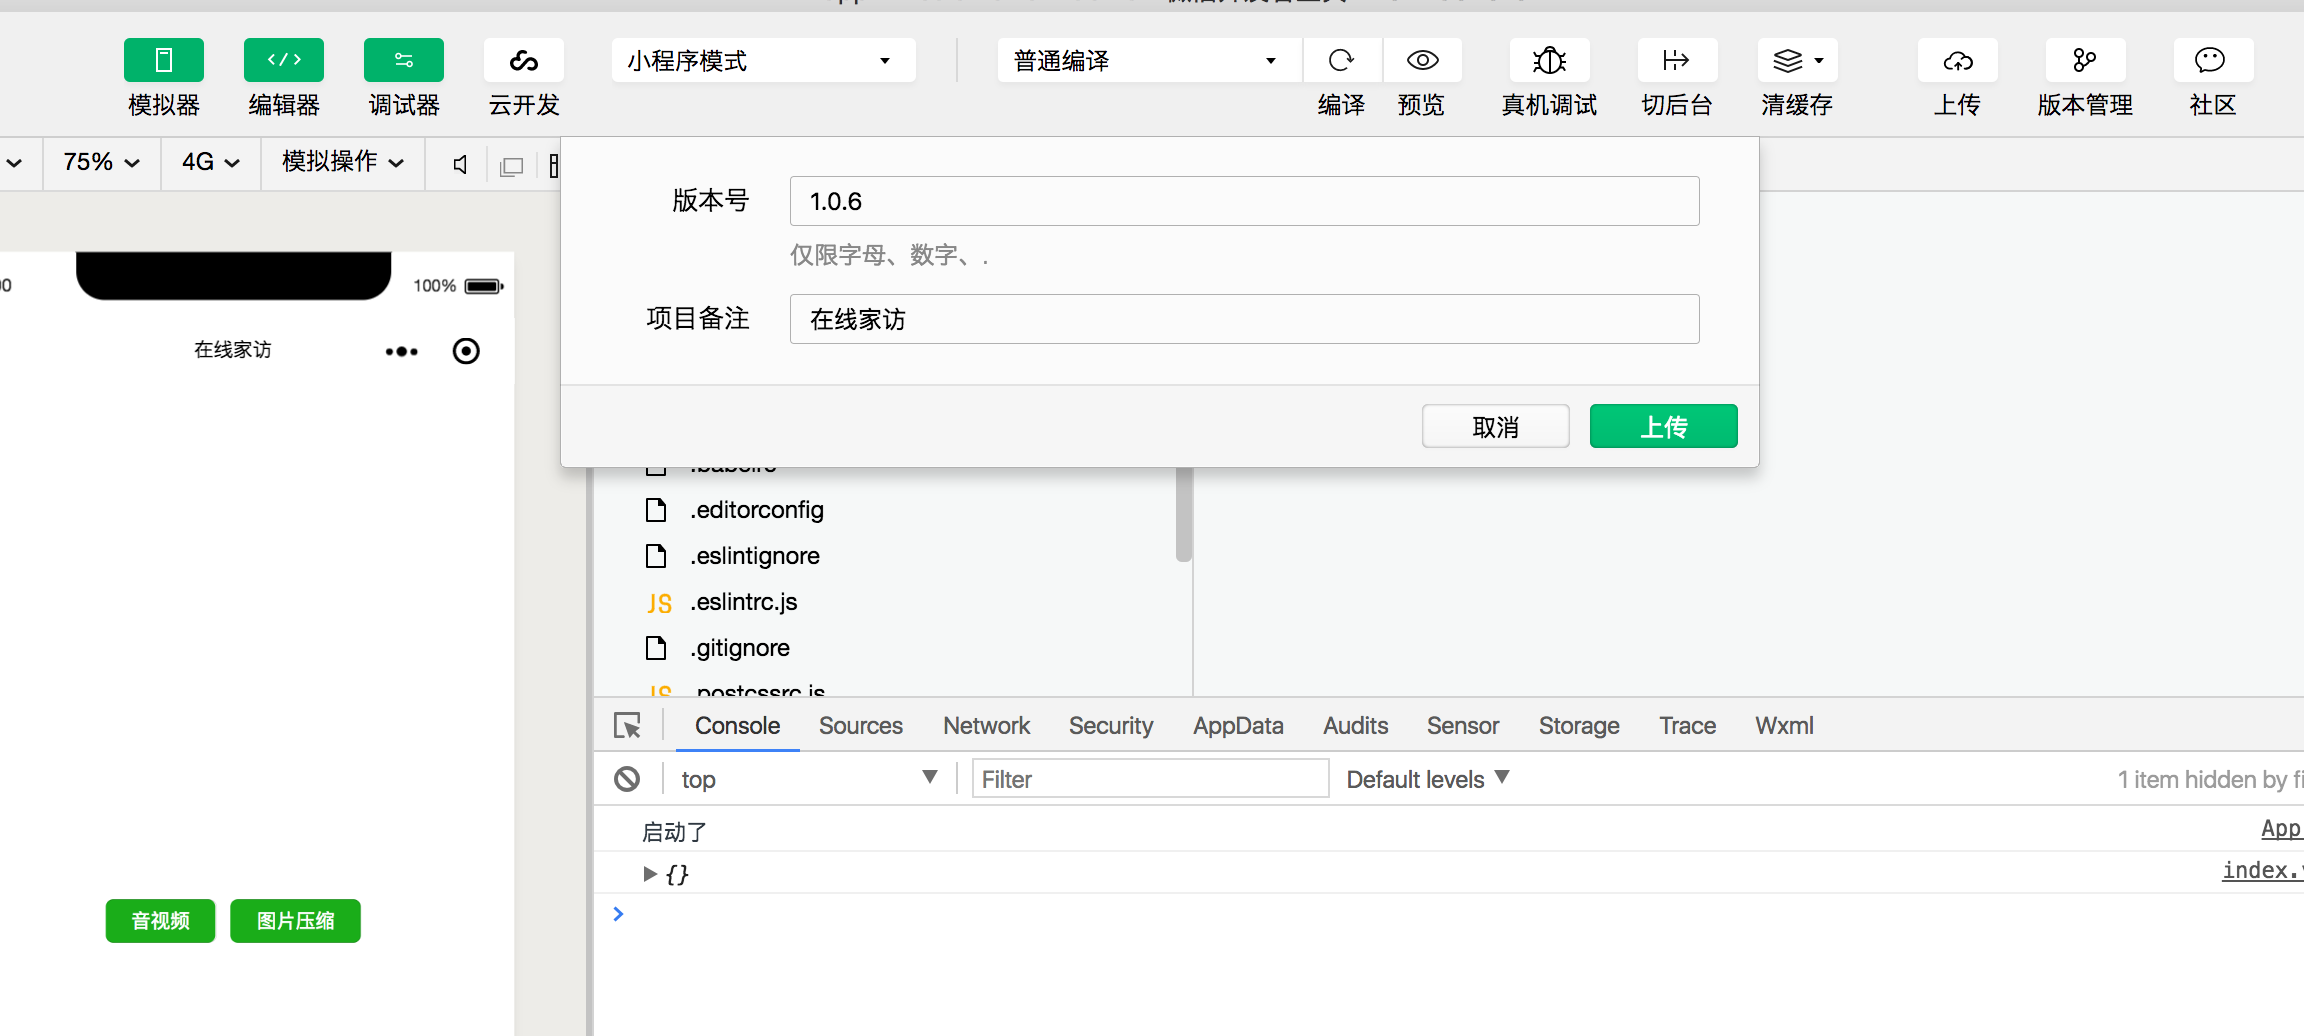 模拟器 编辑器 调试器 云开发
小程序模式
普通编译
编译 预览 真机调试 切后台 清缓存 上传 版本管理 社区
75% 4G 模拟操作
版本号 1.0.6
仅限字母、数字、.
项目备注 在线家访
取消 上传
100%
在线家访
音视频 图片压缩
.editorconfig
.eslintignore
JS .eslintrc.js
.gitignore
JS .postcssrc.js
Console Sources Network Security AppData Audits Sensor Storage Trace Wxml
top Filter Default levels 1 item hidden by fi
启动了 App
{} index.v